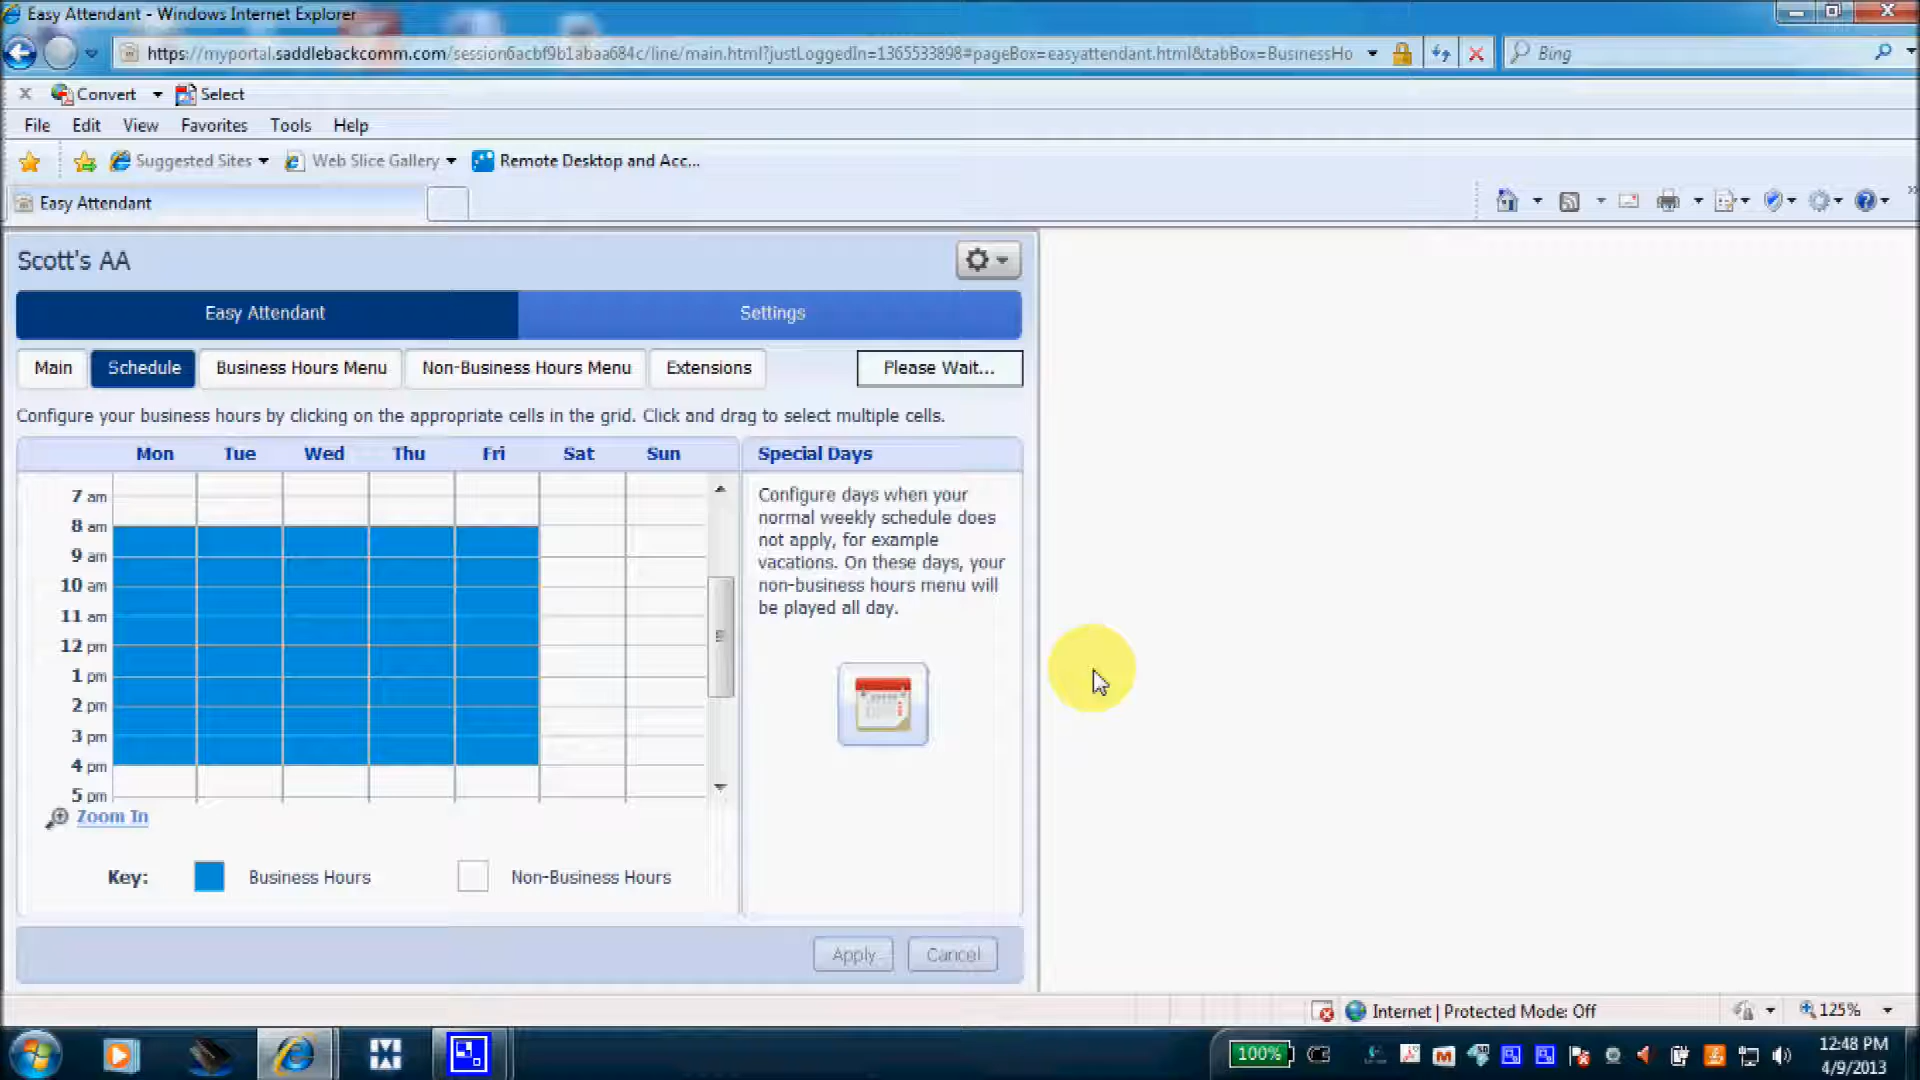 Easy Attendant - Windows Internet Explorer
https://myportal.saddlebackcomm.com/session6acbf9b1abaa684c/line/main.html?justLoggedIn=1365533898#pageBox=easyattendant.html&tabBox=BusinessHo
Bing
Convert Select
File Edit View Favorites Tools Help
Suggested Sites Web Slice Gallery Remote Desktop and Acc...
Easy Attendant
Scott's AA
Easy Attendant Settings
Main Schedule Business Hours Menu Non-Business Hours Menu Extensions Please Wait...
Configure your business hours by clicking on the appropriate cells in the grid. Click and drag to select multiple cells.
Mon Tue Wed Thu Fri Sat Sun
7 am
8 am
9 am
10 am
11 am
12 pm
1 pm
2 pm
3 pm
4 pm
5 pm
Zoom In
Key: Business Hours Non-Business Hours
Special Days
Configure days when your
normal weekly schedule does
not apply, for example
vacations. On these days, your
non-business hours menu will
be played all day.
Apply Cancel
Internet | Protected Mode: Off
125%
100%
12:48 PM
4/9/2013